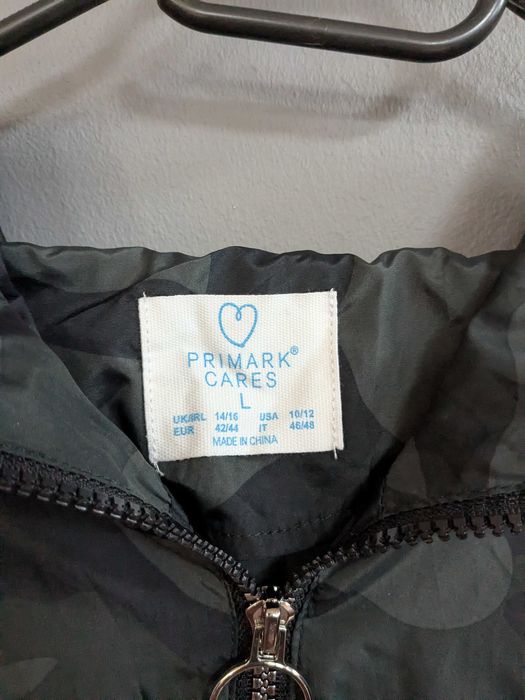 PRIMARK®
CARES
L
UK/IRL 14/16 USA 10/12
EUR 42/44 IT 46/48
MADE IN CHINA